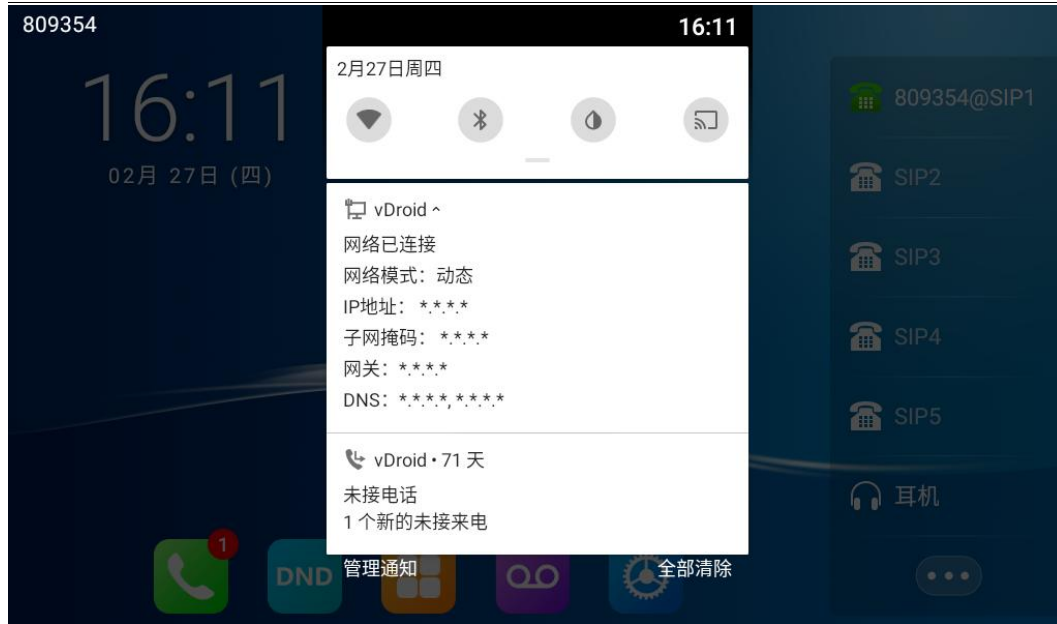 809354
16:11
16:11
02月 27日 (四)
2月27日周四
vDroid
网络已连接
网络模式：动态
IP地址： *.*.*.*
子网掩码： *.*.*.*
网关：*.*.*.*
DNS：*.*.*.*, *.*.*.*
vDroid • 71 天
未接电话
1 个新的未接来电
管理通知
全部清除
809354@SIP1
SIP2
SIP3
SIP4
SIP5
耳机
1
DND